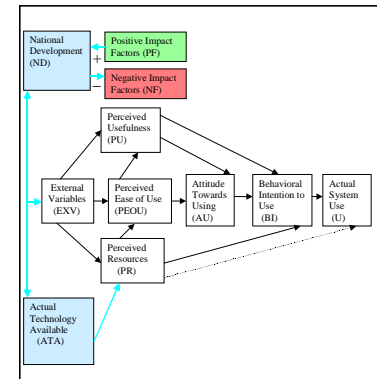 National
Development
(ND)
Positive Impact
Factors (PF)
+
Negative Impact
Factors (NF)
−
Perceived
Usefulness
(PU)
External
Variables
(EXV)
Perceived
Ease of Use
(PEOU)
Attitude
Towards
Using
(AU)
Behavioral
Intention to
Use
(BI)
Actual
System
Use
(U)
Perceived
Resources
(PR)
Actual
Technology
Available
(ATA)